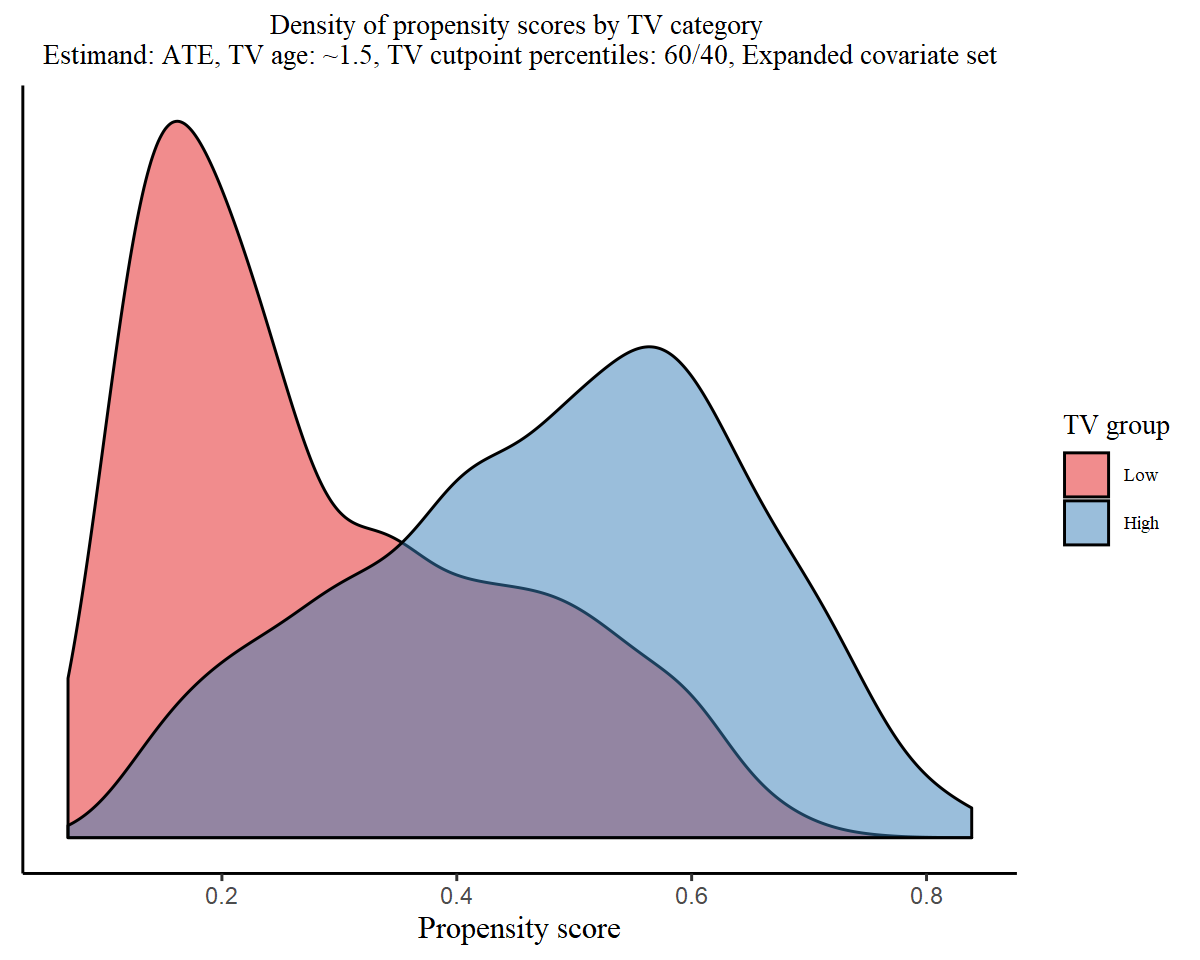 Density of propensity scores by TV category
Estimand: ATE, TV age: ~1.5, TV cutpoint percentiles: 60/40, Expanded covariate set
TV group
Low
High
0.2 0.4 0.6 0.8
Propensity score